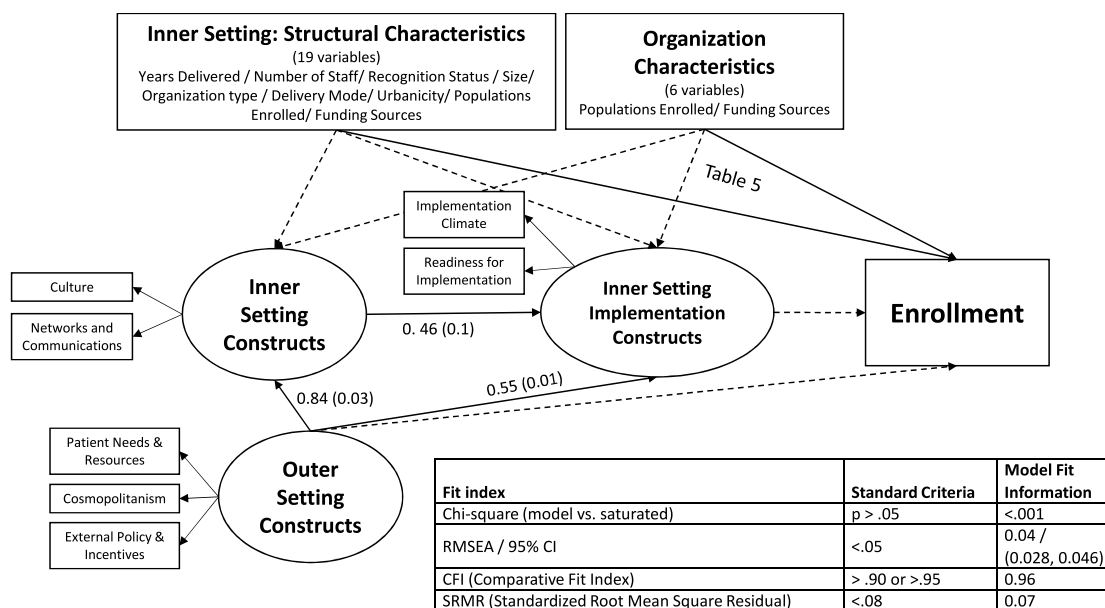 Inner Setting: Structural Characteristics
(19 variables)
Years Delivered / Number of Staff/ Recognition Status / Size/
Organization type / Delivery Mode/ Urbanicity/ Populations
Enrolled/ Funding Sources
Organization
Characteristics
(6 variables)
Populations Enrolled/ Funding Sources
Table 5
Implementation
Climate
Readiness for
Implementation
Culture
Networks and
Communications
Inner
Setting
Constructs
0. 46 (0.1)
Inner Setting
Implementation
Constructs
Enrollment
0.84 (0.03)
0.55 (0.01)
Patient Needs &
Resources
Cosmopolitanism
External Policy &
Incentives
Outer
Setting
Constructs
Fit index Standard Criteria Model Fit
Information
Chi-square (model vs. saturated) p > .05 <.001
RMSEA / 95% CI <.05 0.04 /
(0.028, 0.046)
CFI (Comparative Fit Index) > .90 or >.95 0.96
SRMR (Standardized Root Mean Square Residual) <.08 0.07